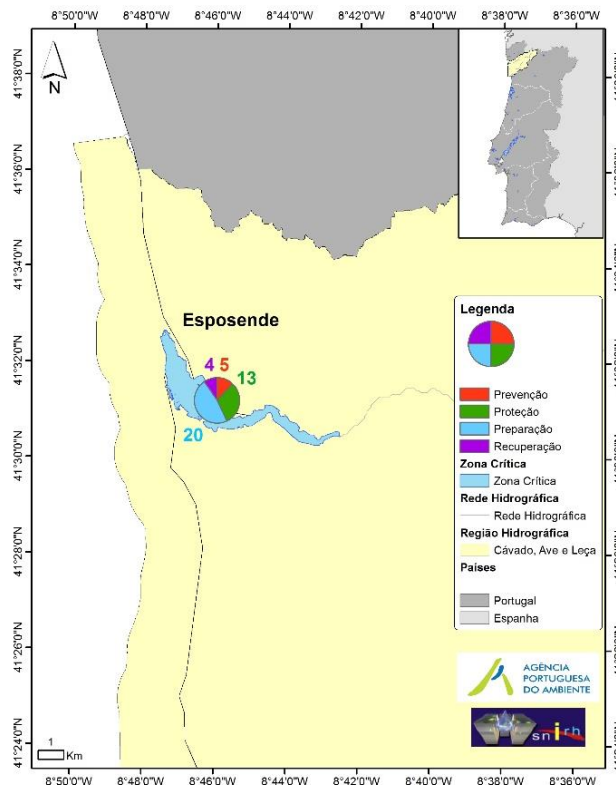 8°50'0"W 8°48'0"W 8°46'0"W 8°44'0"W 8°42'0"W 8°40'0"W 8°38'0"W 8°36'0"W
N
41°38'0"N
41°36'0"N
41°34'0"N
41°32'0"N
41°30'0"N
41°28'0"N
41°26'0"N
41°24'0"N
Esposende
4 5
13
20
Legenda
Prevenção
Proteção
Preparação
Recuperação
Zona Crítica
Zona Crítica
Rede Hidrográfica
Rede Hidrográfica
Região Hidrográfica
Cávado, Ave e Leça
Países
Portugal
Espanha
AGÊNCIA
PORTUGUESA
DO AMBIENTE
snirh
1
Km
8°50'0"W 8°48'0"W 8°46'0"W 8°44'0"W 8°42'0"W 8°40'0"W 8°38'0"W 8°36'0"W